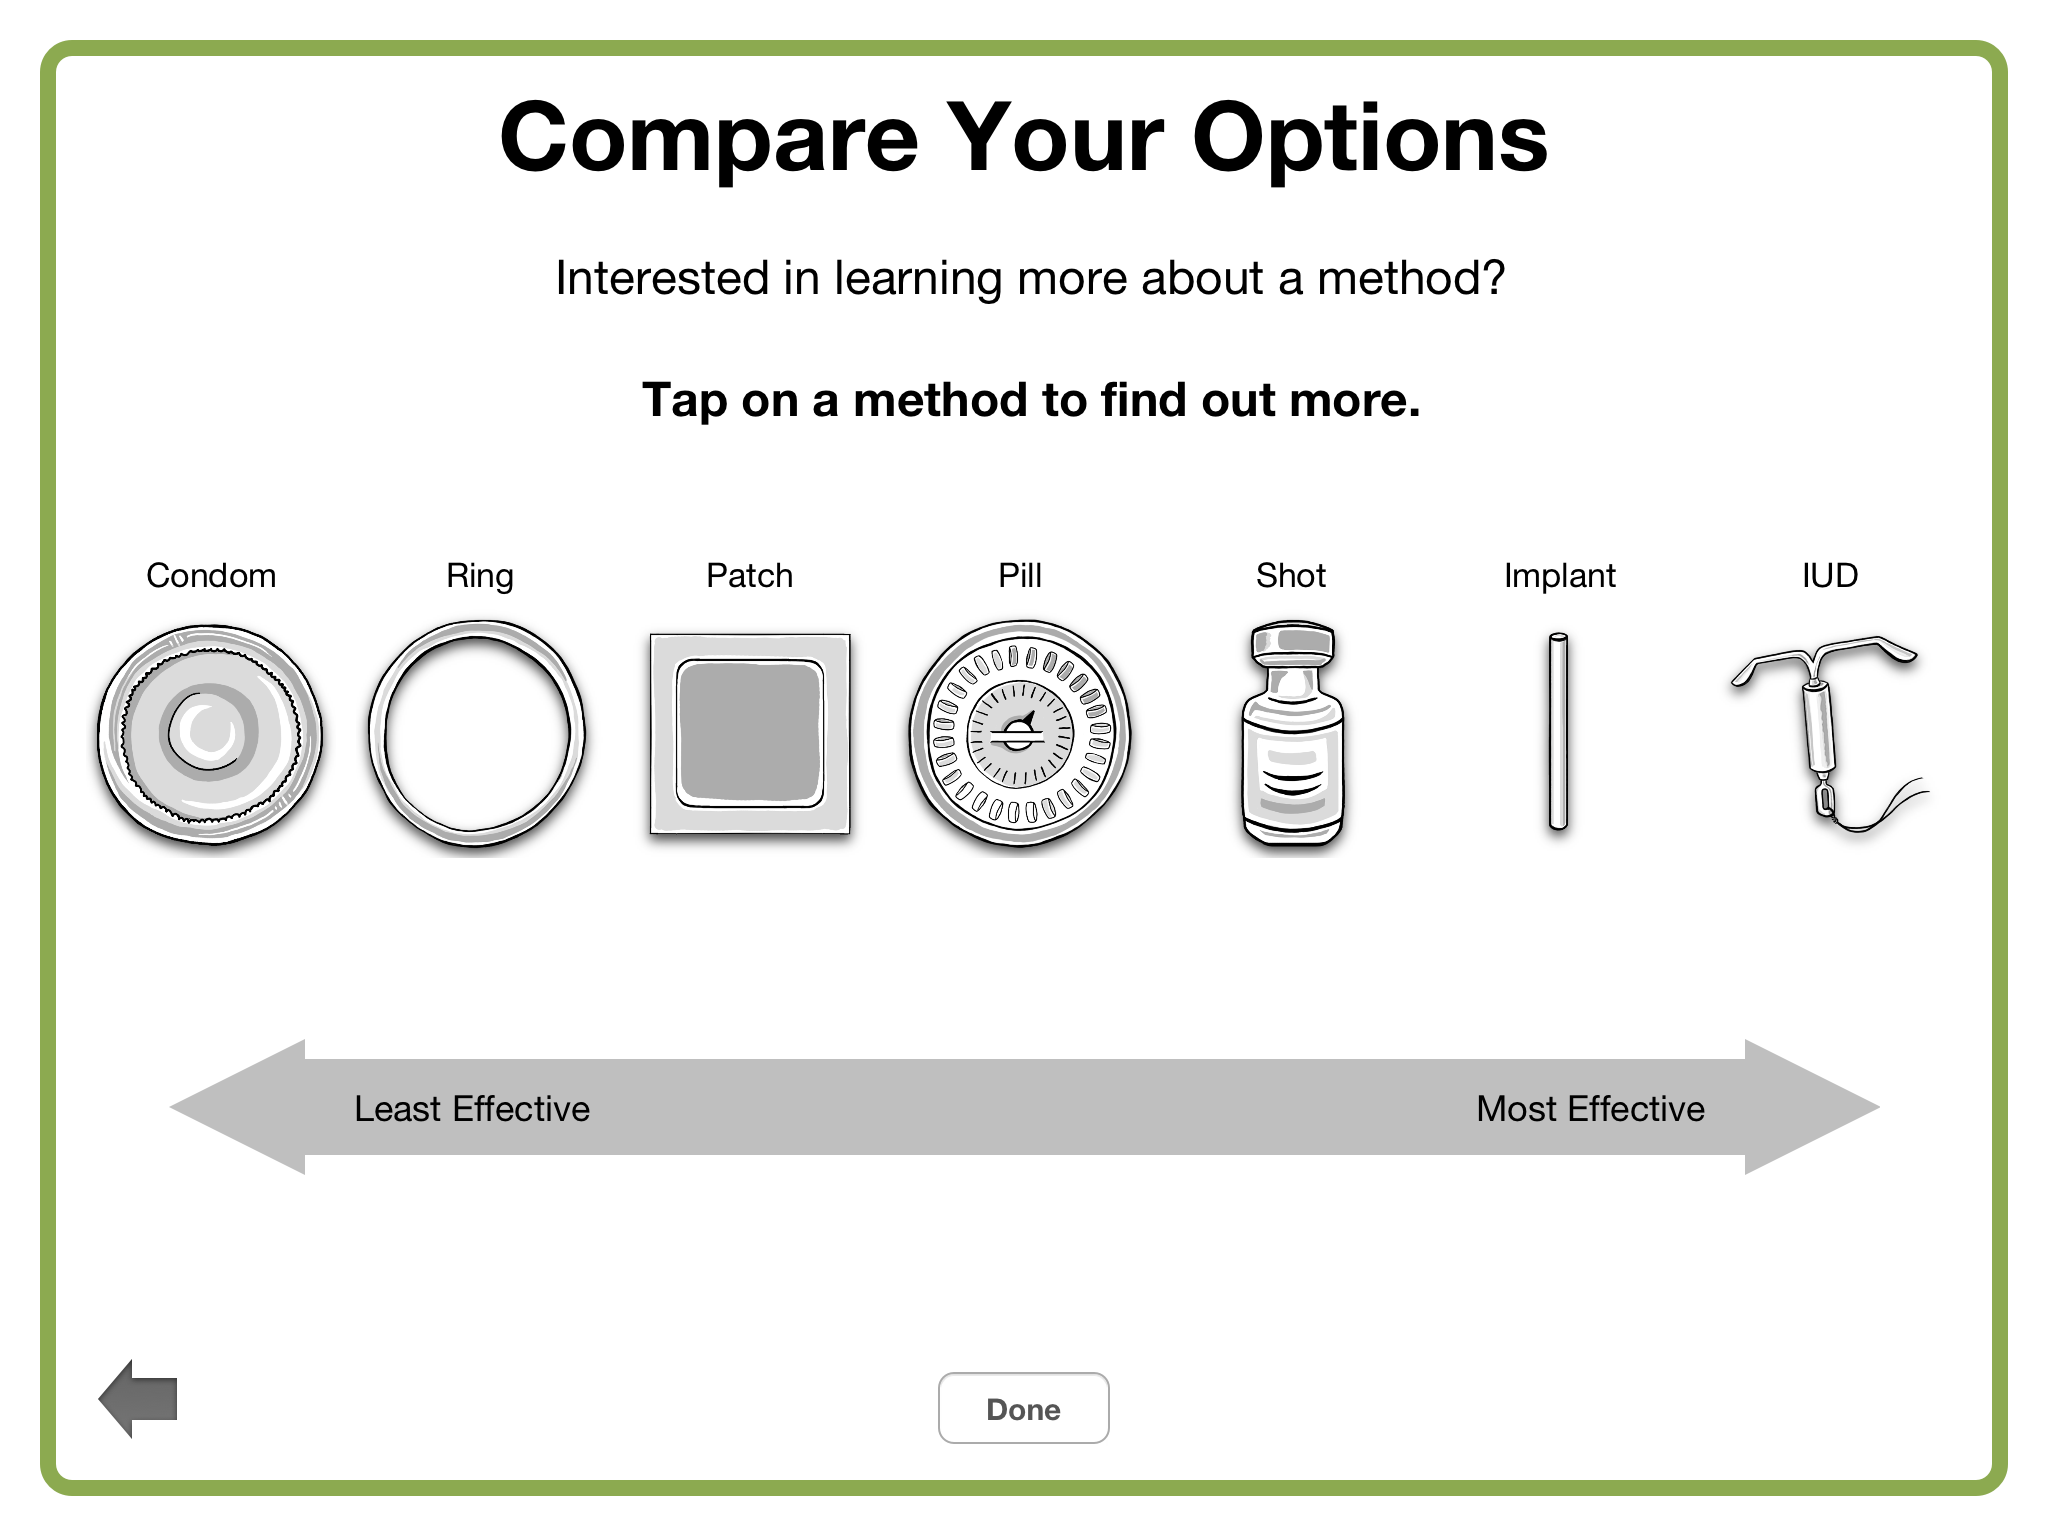 Compare Your Options
Interested in learning more about a method?
Tap on a method to find out more.
Condom Ring Patch Pill Shot Implant IUD
Least Effective Most Effective
Done